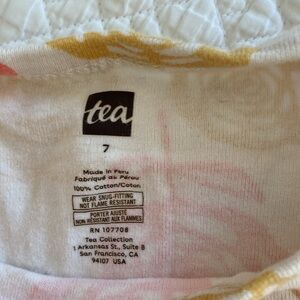 tea
7
Made in Peru
Fabriqué au Pérou
100% Cotton/Coton
WEAR SNUG-FITTING
NOT FLAME RESISTANT
PORTER AJUSTÉ
NON RÉSISTANT AUX FLAMMES
RN 107708
Tea Collection
1 Arkansas St., Suite B
San Francisco, CA
94107 USA